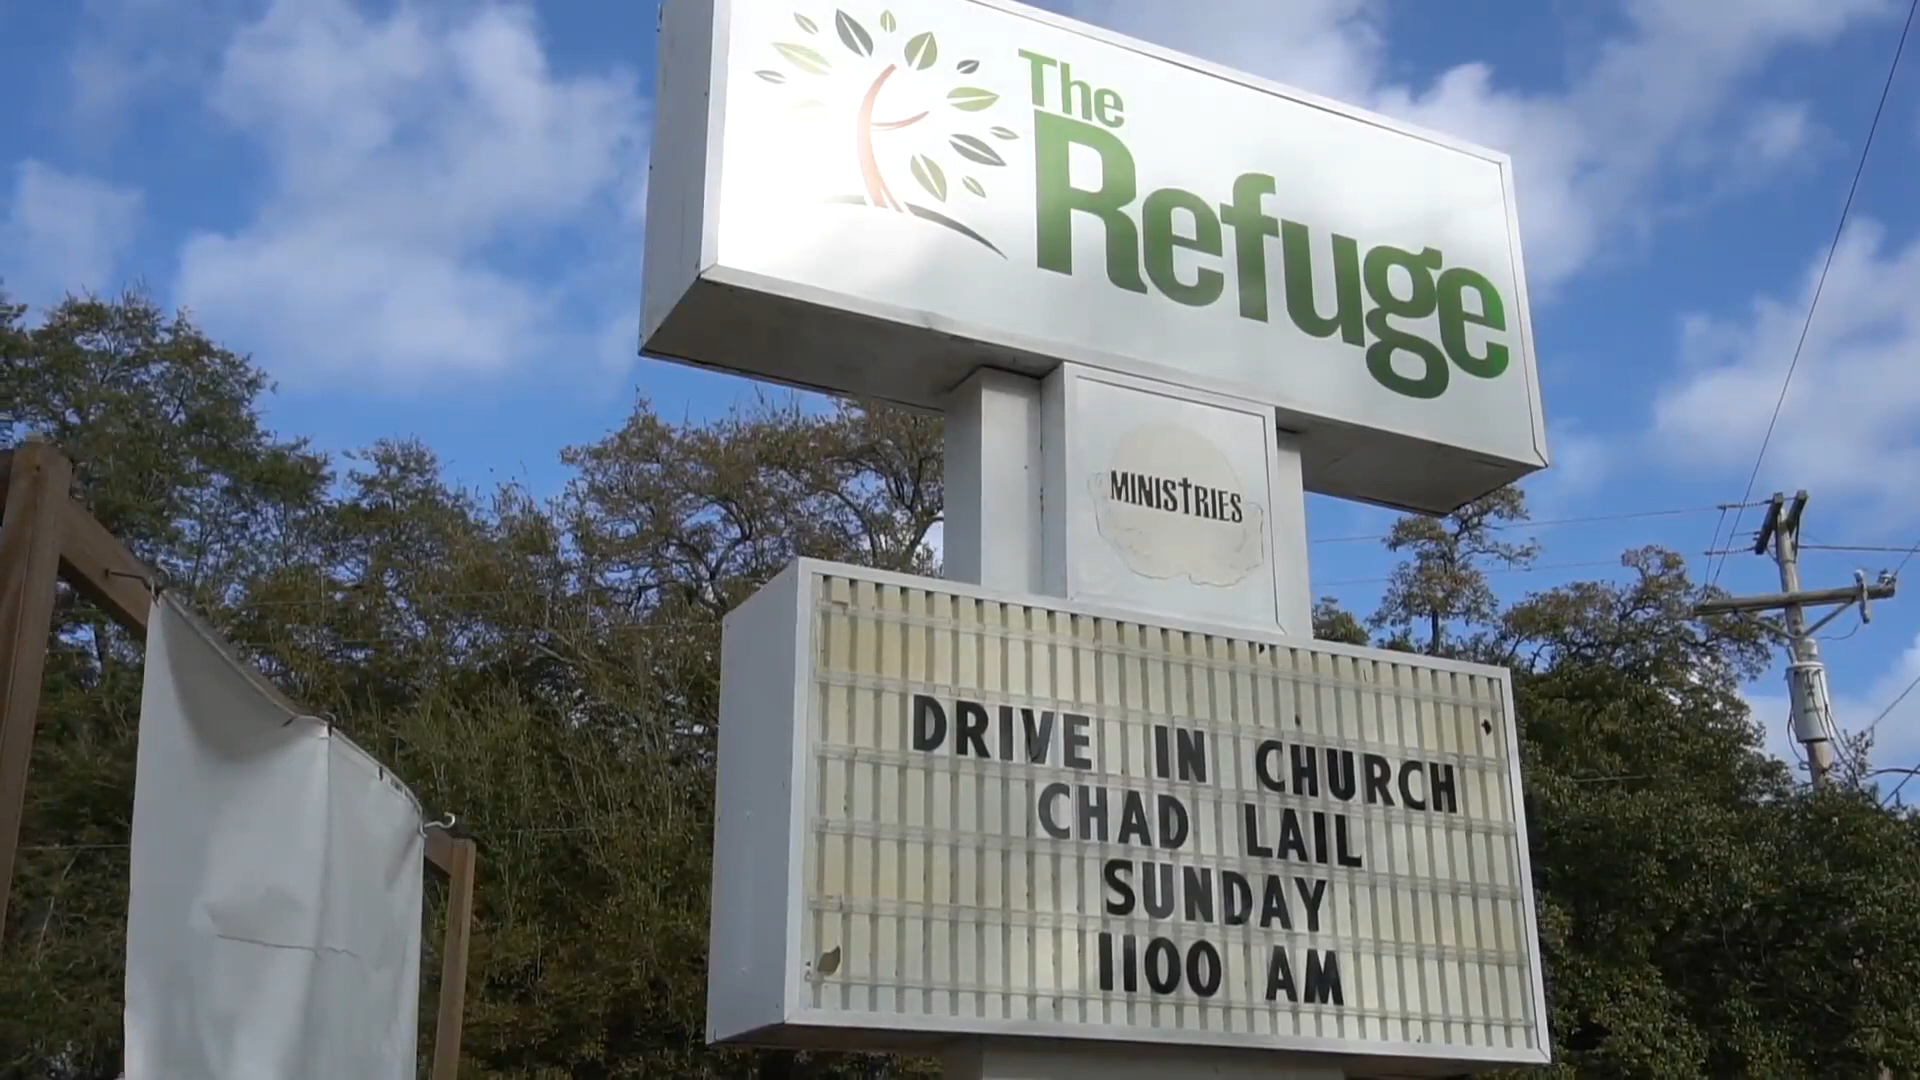 The
Refuge
MINISTRIES
DRIVE IN CHURCH
CHAD LAIL
SUNDAY
1100 AM